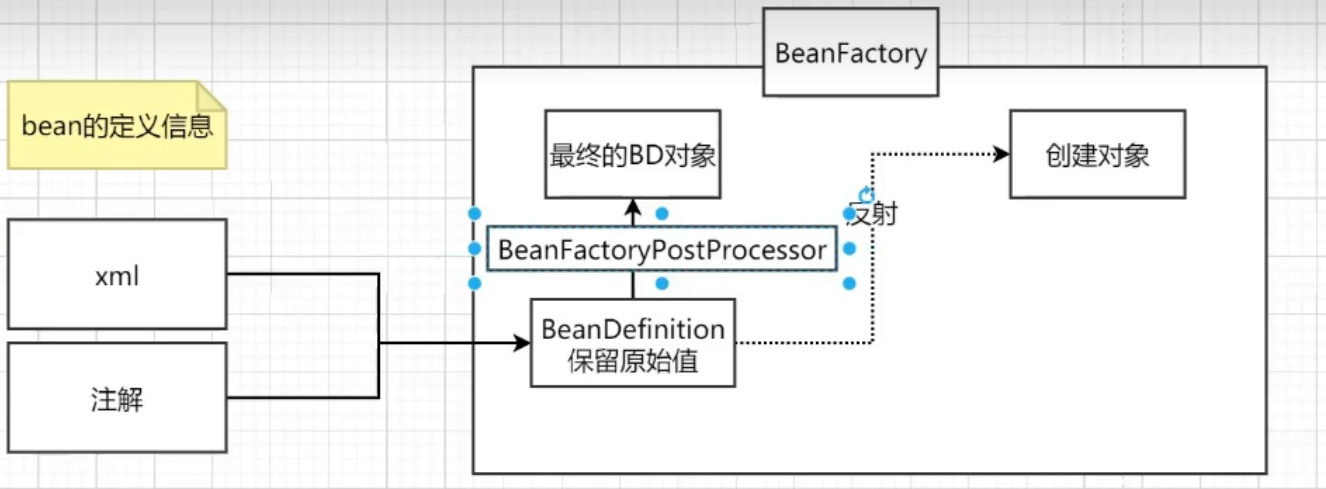 BeanFactory
bean的定义信息
最终的BD对象
创建对象
反射
BeanFactoryPostProcessor
xml
BeanDefinition
保留原始值
注解